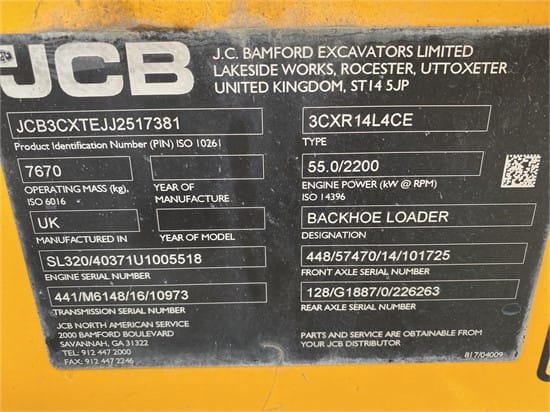 JCB
J.C. BAMFORD EXCAVATORS LIMITED
LAKESIDE WORKS, ROCESTER, UTTOXETER
UNITED KINGDOM, ST14 5JP
JCB3CXTEJJ2517381
Product Identification Number (PIN) ISO 10261
3CXR14L4CE
TYPE
7670
OPERATING MASS (kg),
ISO 6016
YEAR OF
MANUFACTURE
55.0/2200
ENGINE POWER (kW @ RPM)
ISO 14396
UK
MANUFACTURED IN
YEAR OF MODEL
BACKHOE LOADER
DESIGNATION
SL320/40371U1005518
ENGINE SERIAL NUMBER
448/57470/14/101725
FRONT AXLE SERIAL NUMBER
441/M6148/16/10973
TRANSMISSION SERIAL NUMBER
128/G1887/0/226263
REAR AXLE SERIAL NUMBER
JCB NORTH AMERICAN SERVICE
2000 BAMFORD BOULEVARD
SAVANNAH, GA 31322
TEL: 912 447 2000
FAX: 912 447 2246
PARTS AND SERVICE ARE OBTAINABLE FROM
YOUR JCB DISTRIBUTOR
817/04009